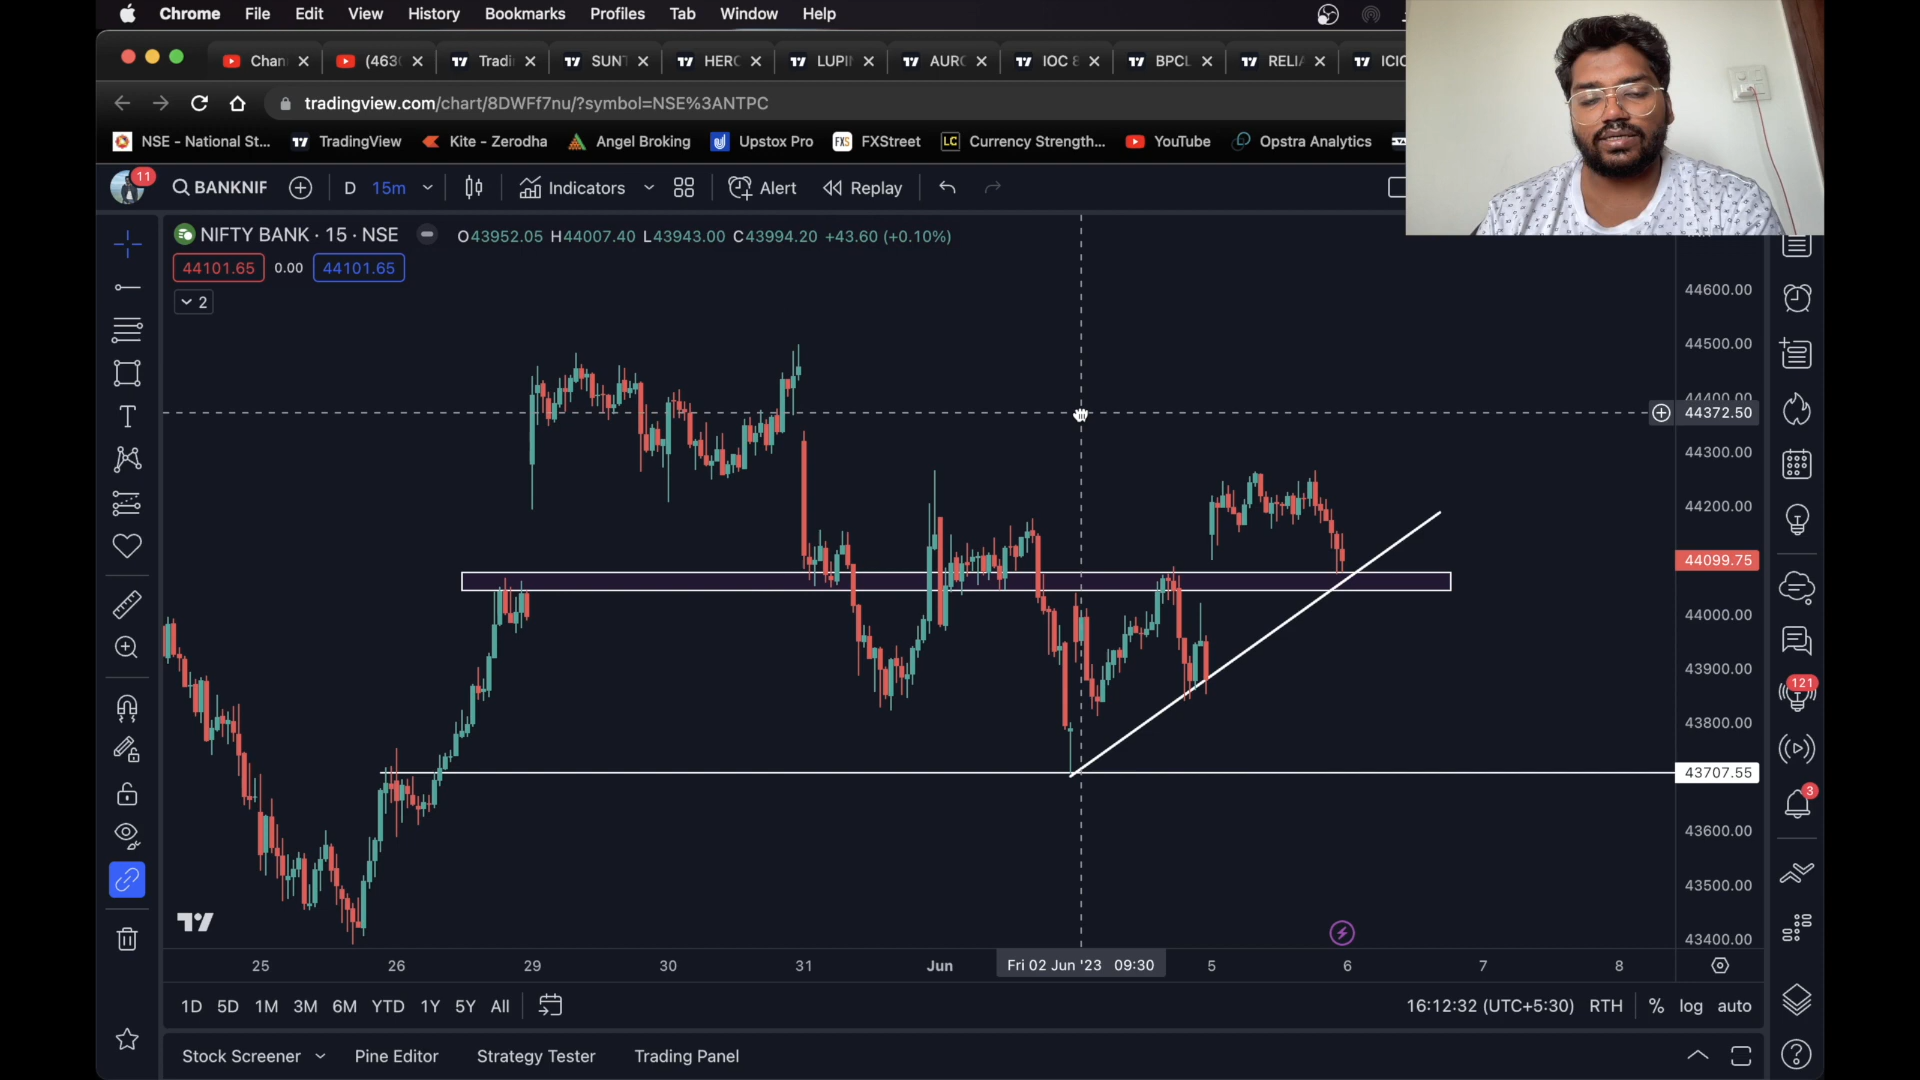 Chrome File Edit View History Bookmarks Profiles Tab Window Help
Chan (463 Tradi SUNT HERO LUPI AURO IOC & BPCL RELIA ICIC
tradingview.com/chart/8DWFf7nu/?symbol=NSE%3ANTPC
NSE - National St... TradingView Kite - Zerodha Angel Broking Upstox Pro FXStreet LC Currency Strength... YouTube Opstra Analytics
11 BANKNIF D 15m Indicators Alert Replay
NIFTY BANK · 15 · NSE O43952.05 H44007.40 L43943.00 C43994.20 +43.60 (+0.10%)
44101.65 0.00 44101.65
2
44600.00
44500.00
44400.00
44372.50
44300.00
44200.00
44099.75
44000.00
43900.00
121
43800.00
43707.55
3
43600.00
43500.00
43400.00
25 26 29 30 31 Jun Fri 02 Jun '23 09:30 5 6 7 8
1D 5D 1M 3M 6M YTD 1Y 5Y All 16:12:32 (UTC+5:30) RTH % log auto
Stock Screener Pine Editor Strategy Tester Trading Panel